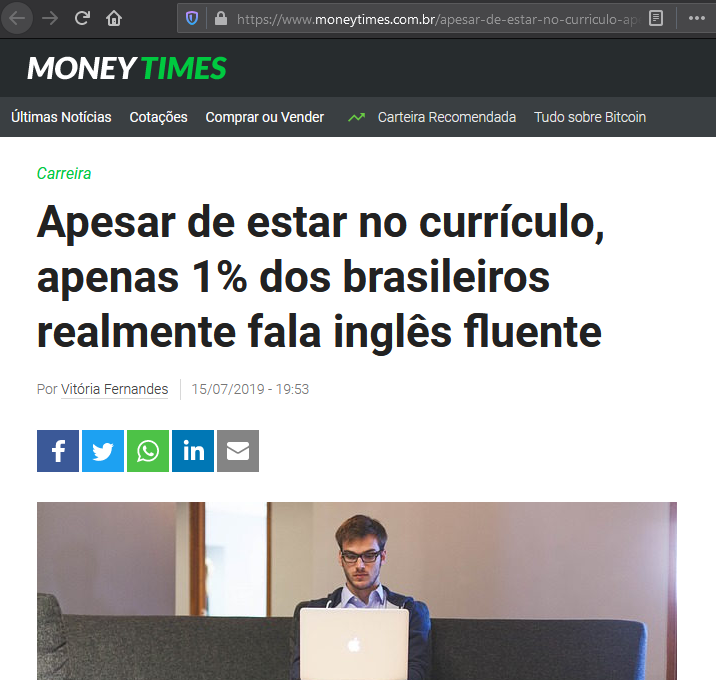 https://www.moneytimes.com.br/apesar-de-estar-no-curriculo-ap
MONEY TIMES
Últimas Notícias Cotações Comprar ou Vender Carteira Recomendada Tudo sobre Bitcoin
Carreira
Apesar de estar no currículo,
apenas 1% dos brasileiros
realmente fala inglês fluente
Por Vitória Fernandes 15/07/2019 - 19:53